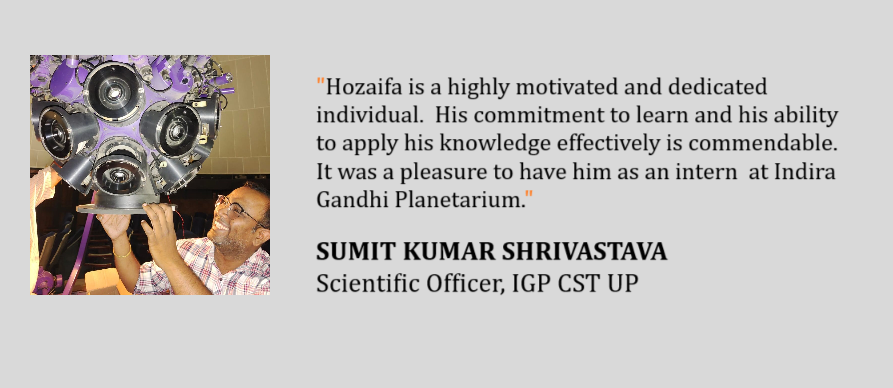 "Hozaifa is a highly motivated and dedicated
individual.  His commitment to learn and his ability
to apply his knowledge effectively is commendable.
It was a pleasure to have him as an intern  at Indira
Gandhi Planetarium."
SUMIT KUMAR SHRIVASTAVA
Scientific Officer, IGP CST UP